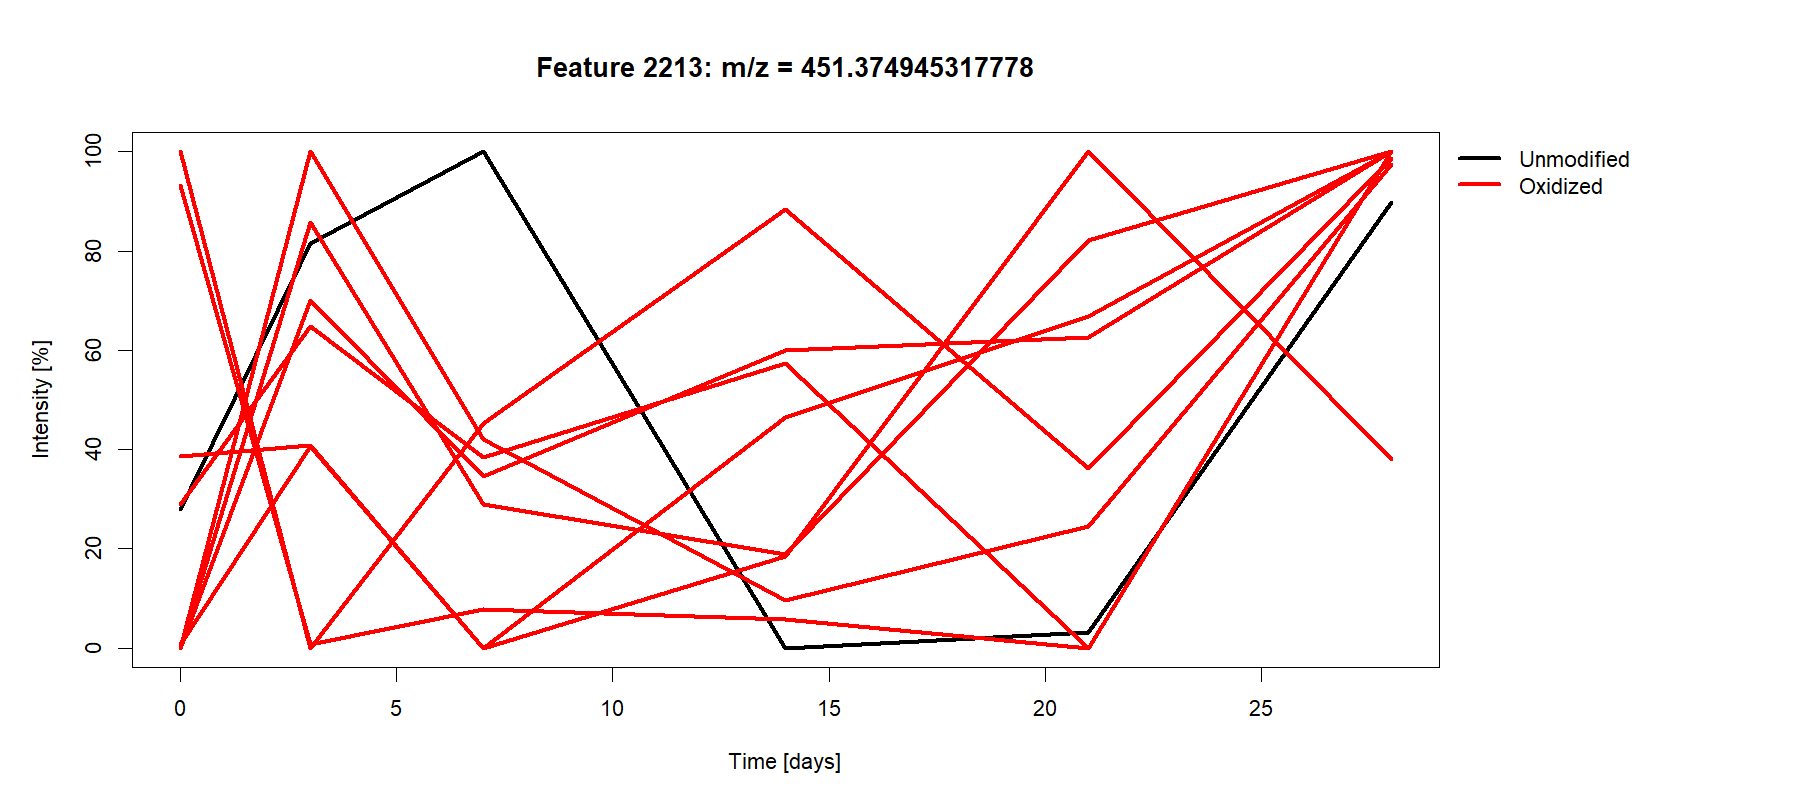 Feature 2213: m/z = 451.374945317778
Unmodified
Oxidized
Intensity [%]
100
80
60
40
20
0
0 5 10 15 20 25
Time [days]